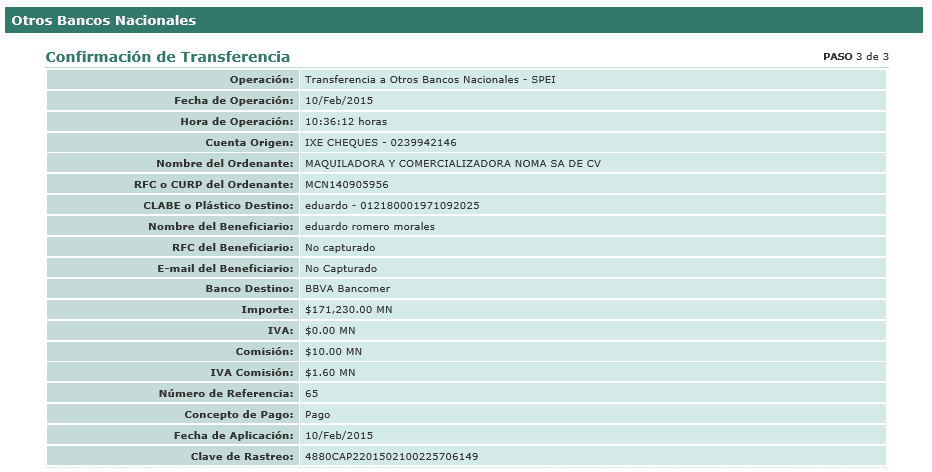 Otros Bancos Nacionales
Confirmación de Transferencia PASO 3 de 3
Operación: Transferencia a Otros Bancos Nacionales - SPEI
Fecha de Operación: 10/Feb/2015
Hora de Operación: 10:36:12 horas
Cuenta Origen: IXE CHEQUES - 0239942146
Nombre del Ordenante: MAQUILADORA Y COMERCIALIZADORA NOMA SA DE CV
RFC o CURP del Ordenante: MCN140905956
CLABE o Plástico Destino: eduardo - 012180001971092025
Nombre del Beneficiario: eduardo romero morales
RFC del Beneficiario: No capturado
E-mail del Beneficiario: No Capturado
Banco Destino: BBVA Bancomer
Importe: $171,230.00 MN
IVA: $0.00 MN
Comisión: $10.00 MN
IVA Comisión: $1.60 MN
Número de Referencia: 65
Concepto de Pago: Pago
Fecha de Aplicación: 10/Feb/2015
Clave de Rastreo: 4880CAP2201502100225706149